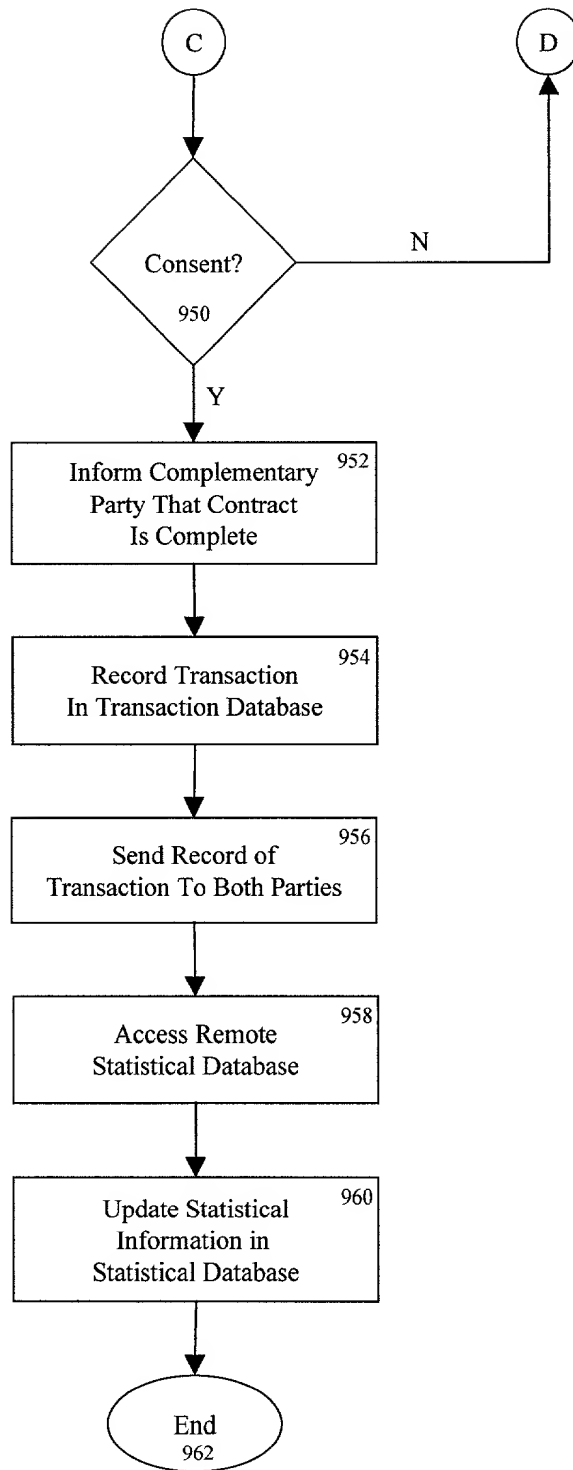 C
D
Consent?
N
950
Y
952
Inform Complementary
Party That Contract
Is Complete
954
Record Transaction
In Transaction Database
956
Send Record of
Transaction To Both Parties
958
Access Remote
Statistical Database
960
Update Statistical
Information in
Statistical Database
End
962